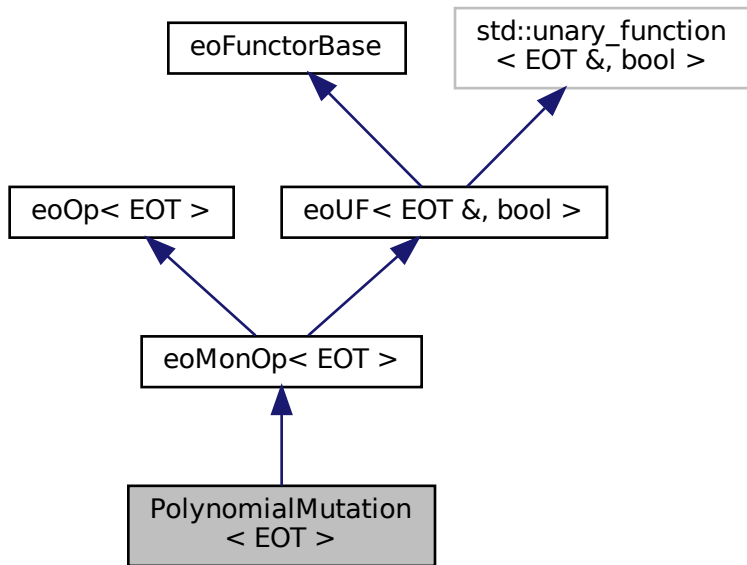 std::unary_function
< EOT &, bool >
eoFunctorBase
eoOp< EOT >
eoUF< EOT &, bool >
eoMonOp< EOT >
PolynomialMutation
< EOT >